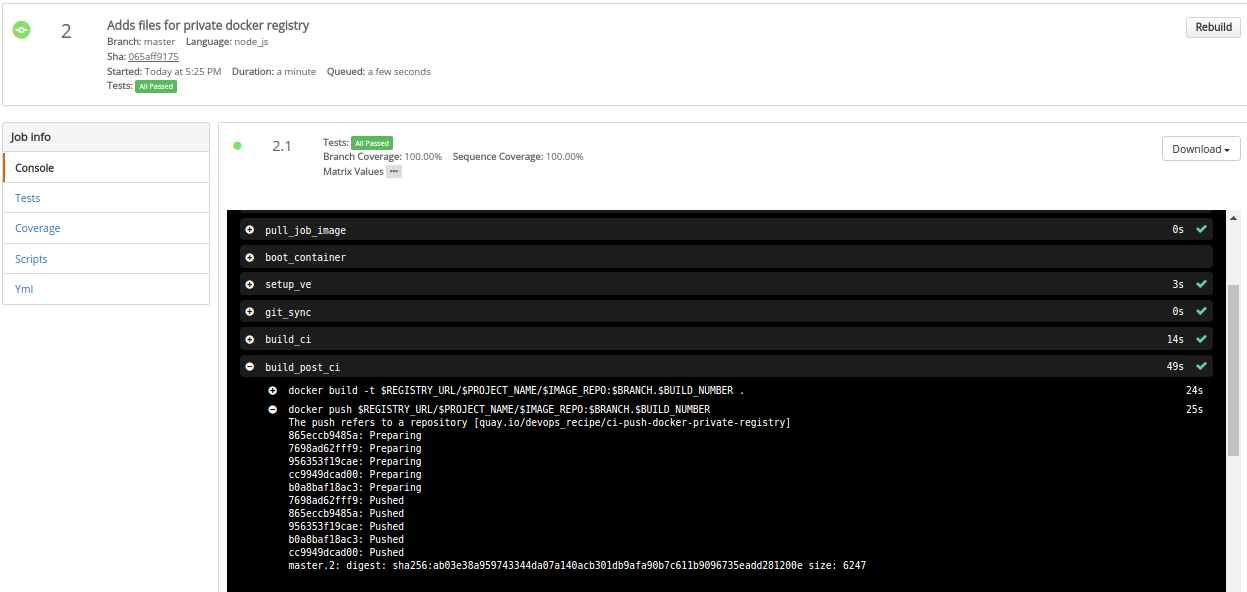 2
Adds files for private docker registry
Branch: master Language: node_js
Sha: 065aff9175
Started: Today at 5:25 PM Duration: a minute Queued: a few seconds
Tests: All Passed
Rebuild
Job info
Console
Tests
Coverage
Scripts
Yml
2.1
Tests: All Passed
Branch Coverage: 100.00% Sequence Coverage: 100.00%
Matrix Values •••
Download
pull_job_image 0s
boot_container
setup_ve 3s
git_sync 0s
build_ci 14s
build_post_ci 49s
docker build -t $REGISTRY_URL/$PROJECT_NAME/$IMAGE_REPO:$BRANCH.$BUILD_NUMBER . 24s
docker push $REGISTRY_URL/$PROJECT_NAME/$IMAGE_REPO:$BRANCH.$BUILD_NUMBER 25s
The push refers to a repository [quay.io/devops_recipe/ci-push-docker-private-registry]
865eccb9485a: Preparing
7698ad62fff9: Preparing
956353f19cae: Preparing
cc9949dcad00: Preparing
b0a8baf18ac3: Preparing
7698ad62fff9: Pushed
865eccb9485a: Pushed
956353f19cae: Pushed
b0a8baf18ac3: Pushed
cc9949dcad00: Pushed
master.2: digest: sha256:ab03e38a959743344da07a140acb301db9afa90b7c611b9096735eadd281200e size: 6247